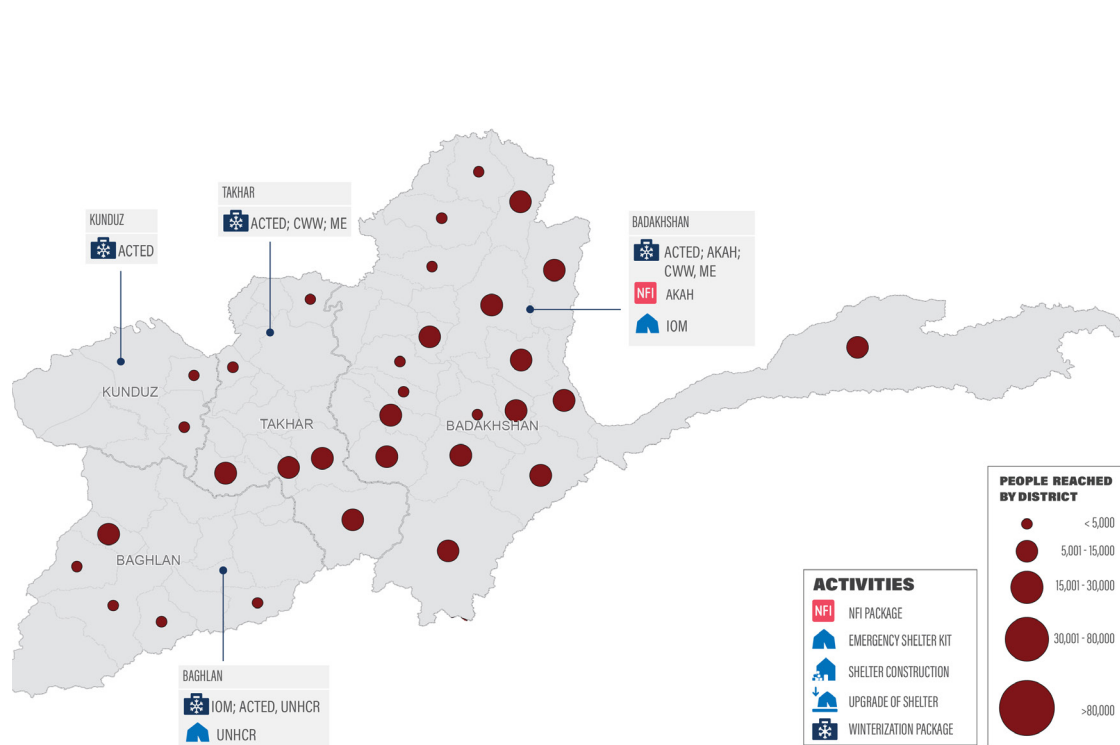 TAKHAR
ACTED; CWW; ME
KUNDUZ
ACTED
BADAKHSHAN
ACTED; AKAH;
CWW, ME
NFI AKAH
IOM
KUNDUZ
TAKHAR
BADAKHSHAN
BAGHLAN
BAGHLAN
IOM; ACTED, UNHCR
UNHCR
ACTIVITIES
NFI NFI PACKAGE
EMERGENCY SHELTER KIT
SHELTER CONSTRUCTION
UPGRADE OF SHELTER
WINTERIZATION PACKAGE
PEOPLE REACHED
BY DISTRICT
< 5,000
5,001 - 15,000
15,001 - 30,000
30,001 - 80,000
>80,000